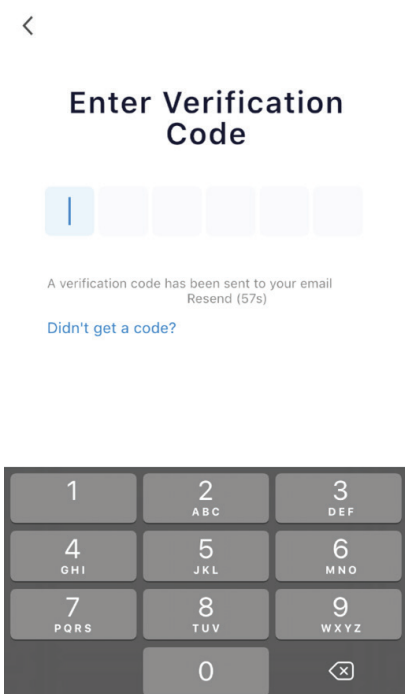 Enter Verification
Code
A verification code has been sent to your email
Resend (57s)
Didn't get a code?
1 2 3
ABC DEF
4 5 6
GHI JKL MNO
7 8 9
PQRS TUV WXYZ
0